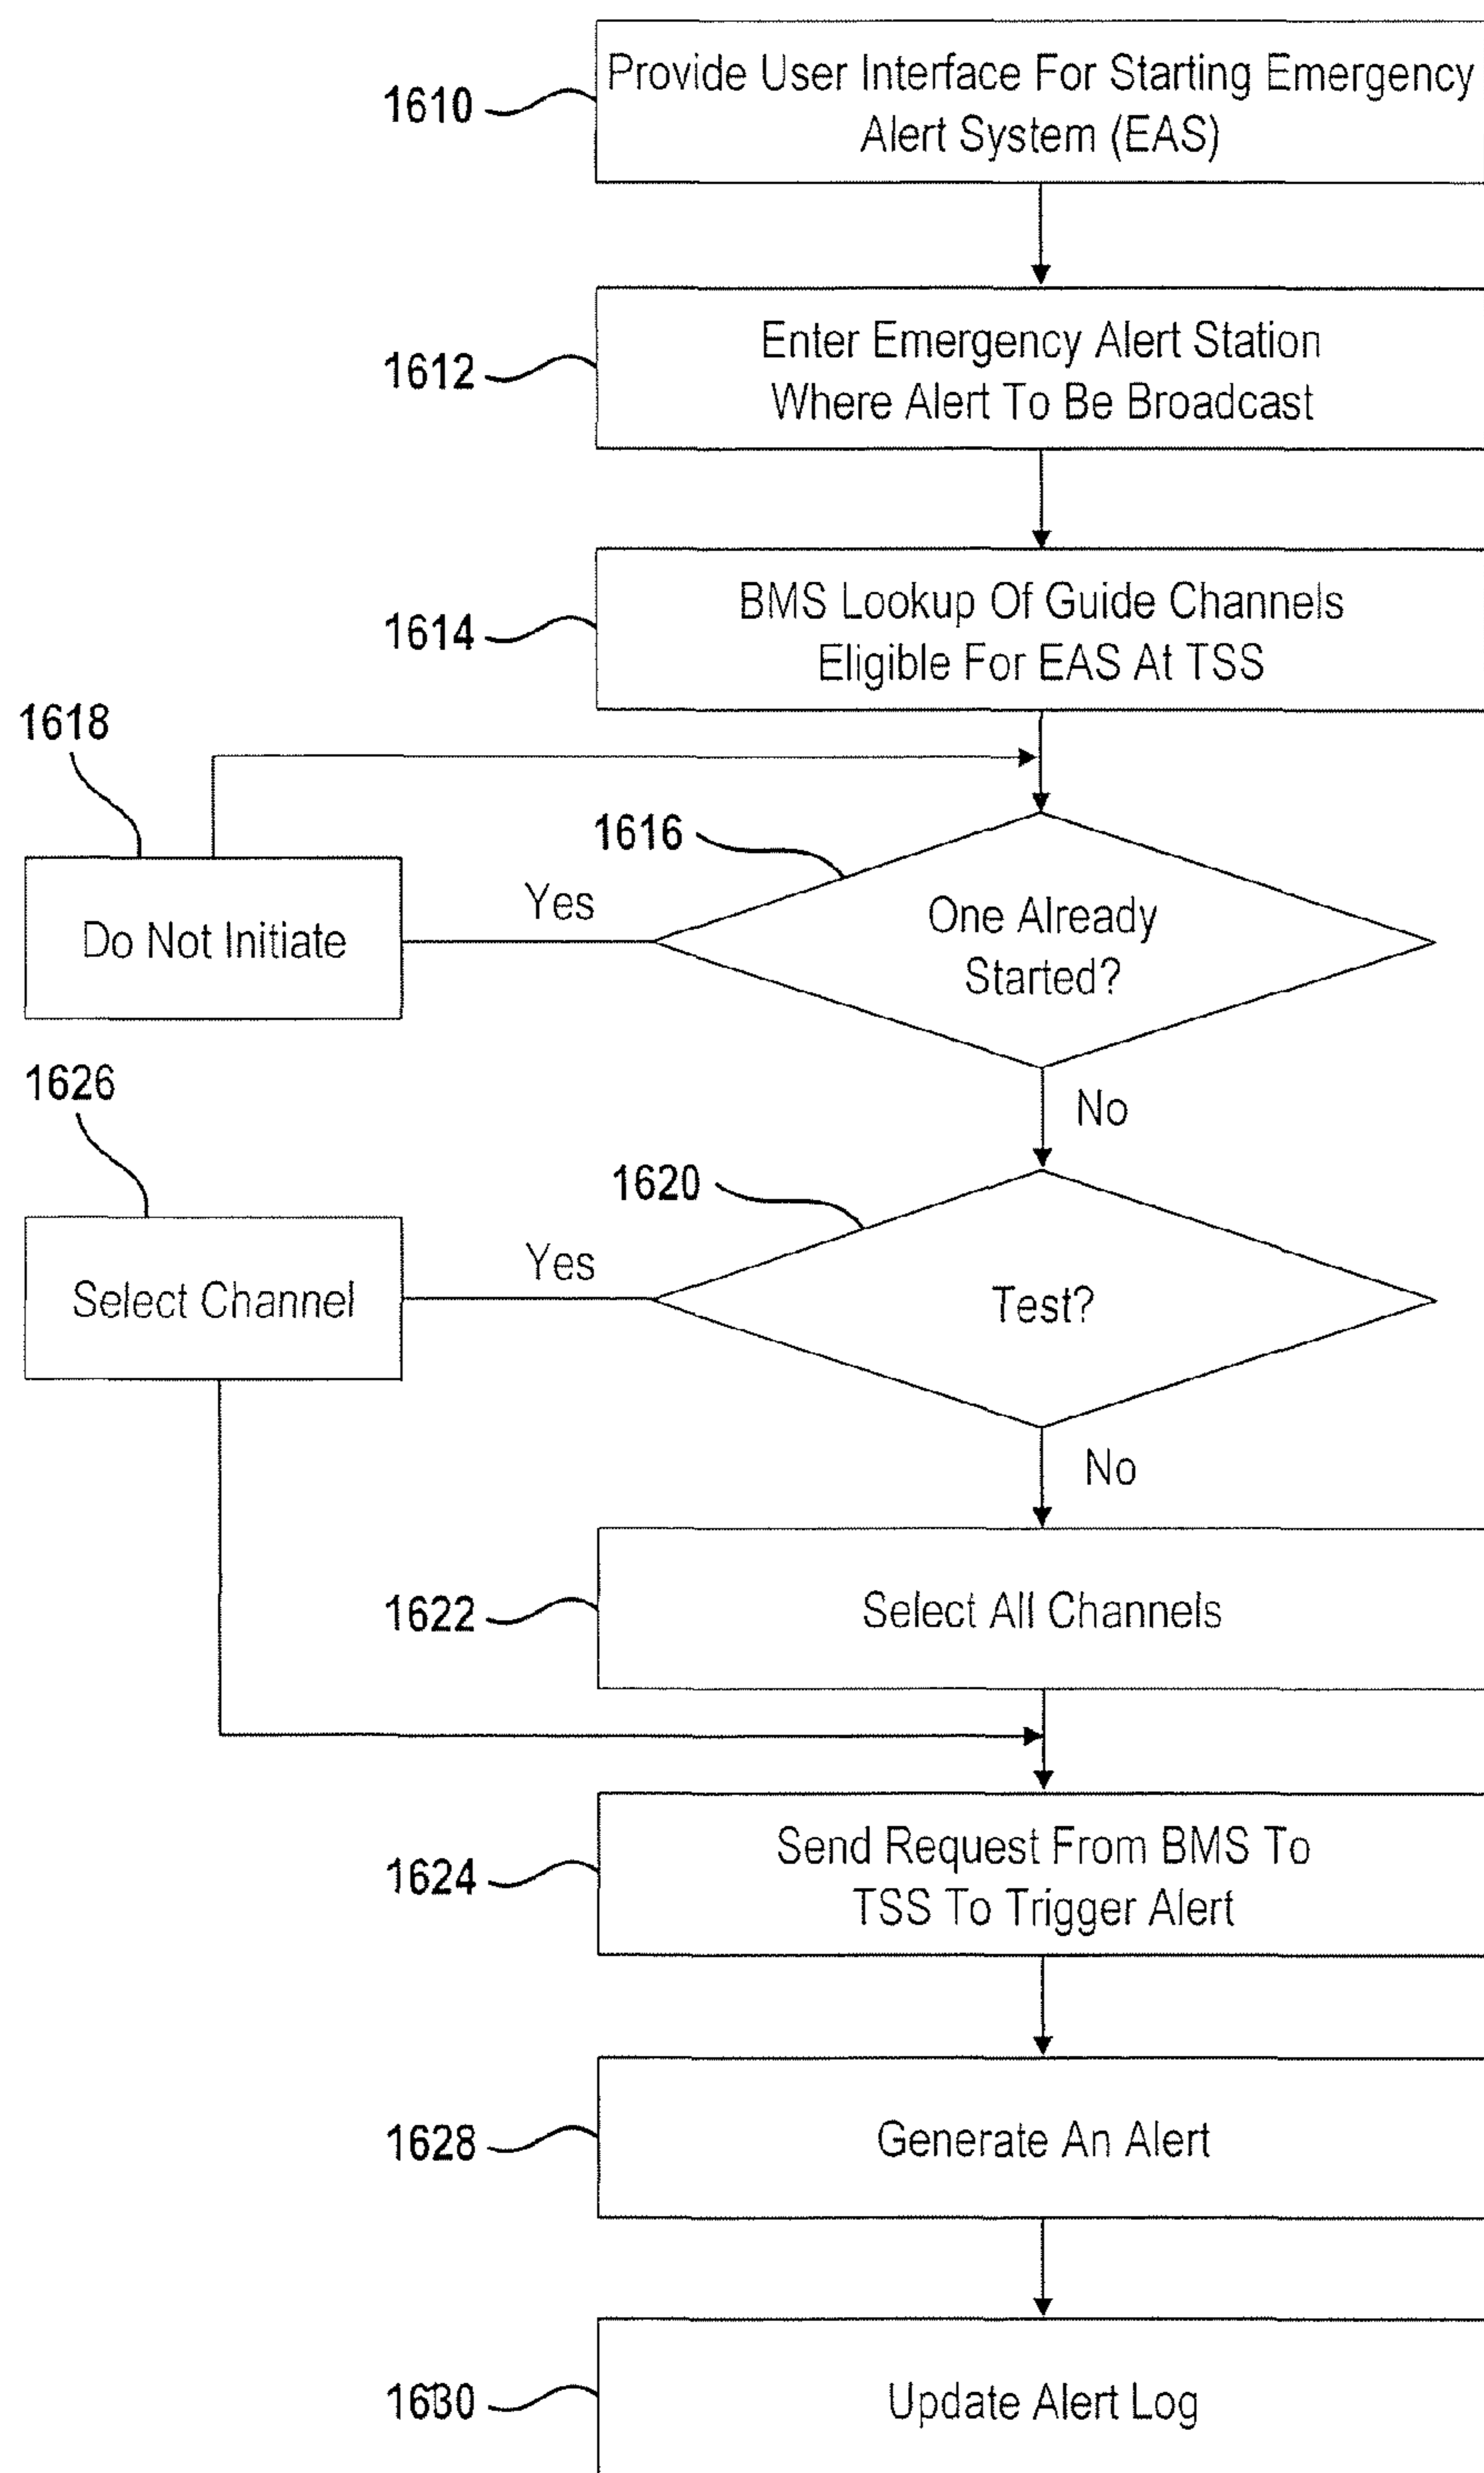 1610
Provide User Interface For Starting Emergency
Alert System (EAS)
1612
Enter Emergency Alert Station
Where Alert To Be Broadcast
1614
BMS Lookup Of Guide Channels
Eligible For EAS At TSS
1618
Do Not Initiate
Yes
1616
One Already
Started?
No
1626
Select Channel
Yes
1620
Test?
No
1622
Select All Channels
1624
Send Request From BMS To
TSS To Trigger Alert
1628
Generate An Alert
1630
Update Alert Log